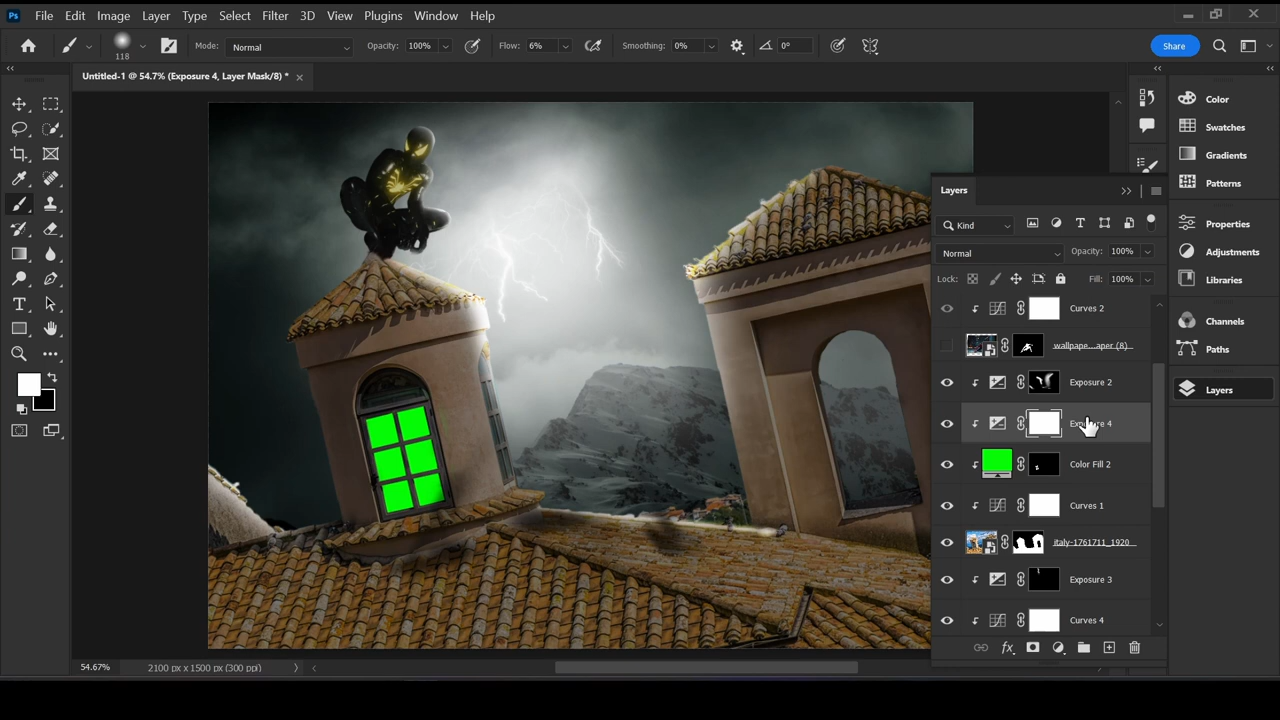 Ps File Edit Image Layer Type Select Filter 3D View Plugins Window Help
118 Mode: Normal Opacity: 100% Flow: 6% Smoothing: 0% 0° Share
Untitled-1 @ 54.7% (Exposure 4, Layer Mask/8) *
Color
Swatches
Gradients
Patterns
Properties
Adjustments
Libraries
Channels
Paths
Layers
Layers
Kind
Normal Opacity: 100%
Lock: Fill: 100%
Curves 2
wallpape...aper (8)
Exposure 2
Exposure 4
Color Fill 2
Curves 1
italy-1761711_1920
Exposure 3
Curves 4
fx
54.67% 2100 px x 1500 px (300 ppi)